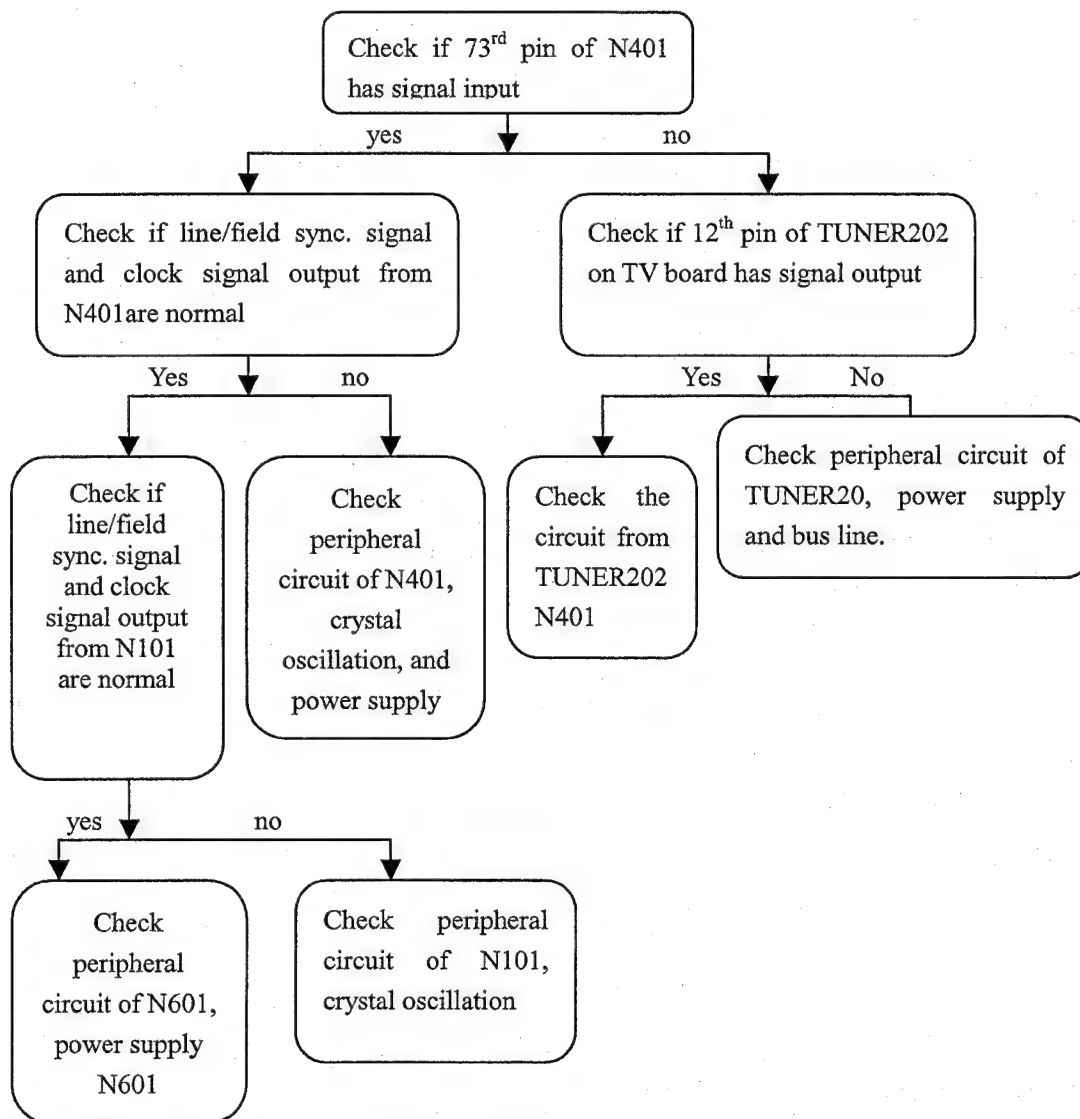 Check if 73rd pin of N401
has signal input
yes
no
Check if line/field sync. signal
and clock signal output from
N401are normal
Check if 12th pin of TUNER202
on TV board has signal output
Yes
no
Yes
No
Check if
line/field
sync. signal
and clock
signal output
from N101
are normal
Check
peripheral
circuit of N401,
crystal
oscillation, and
power supply
Check the
circuit from
TUNER202
N401
Check peripheral circuit of
TUNER20, power supply
and bus line.
yes
no
Check
peripheral
circuit of N601,
power supply
N601
Check peripheral
circuit of N101,
crystal oscillation